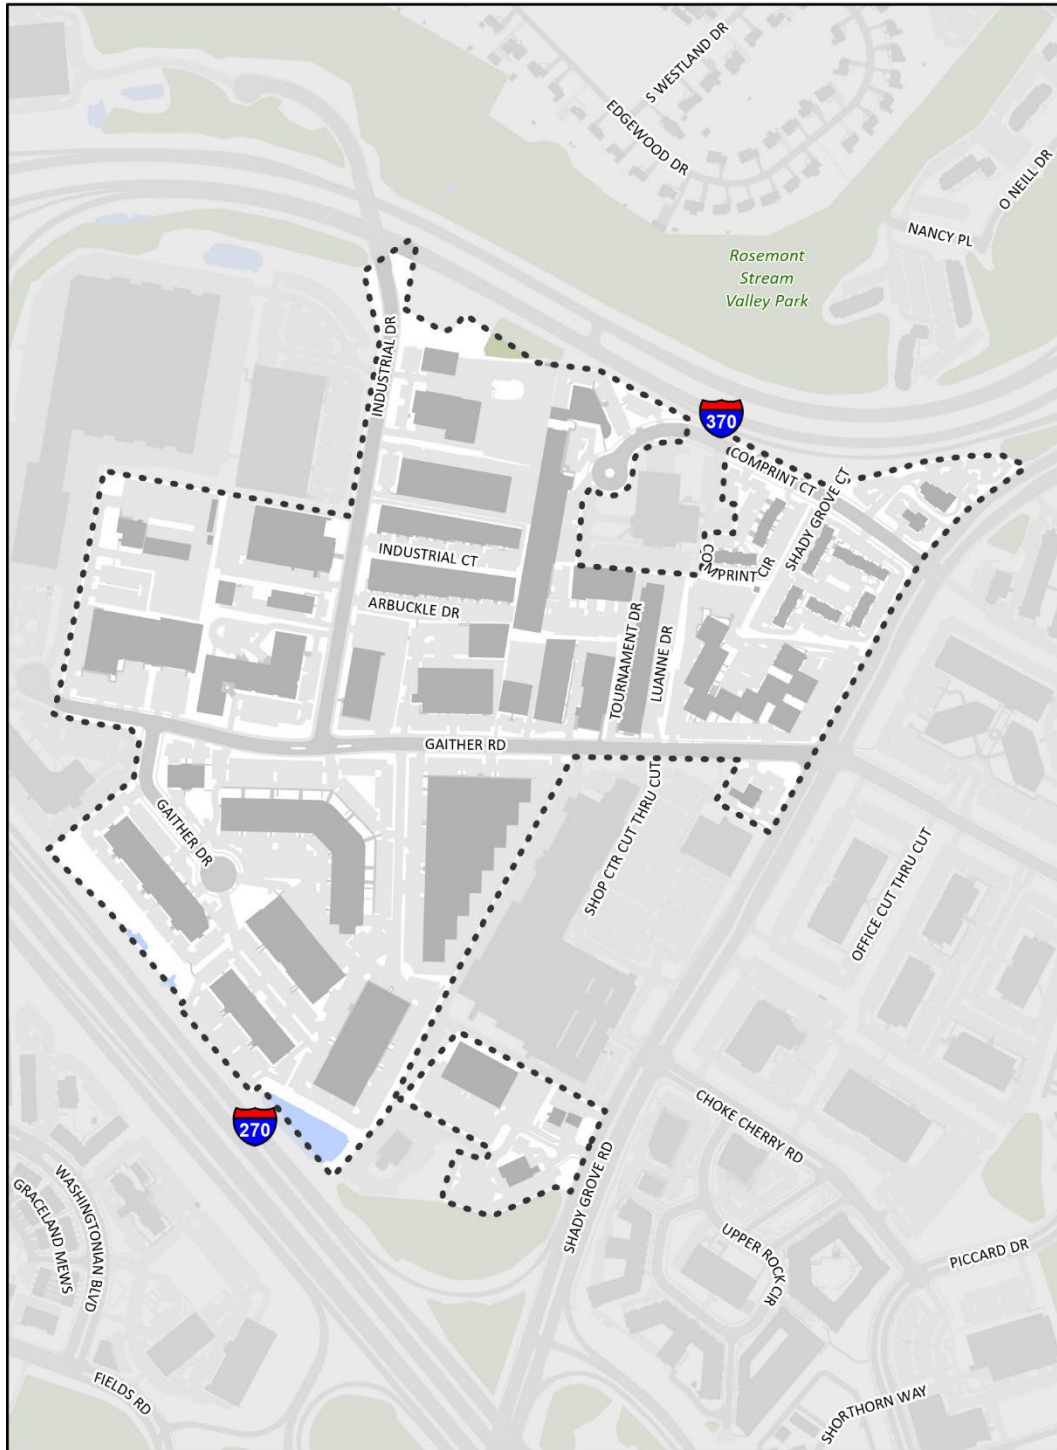 S WESTLAND DR
EDGEWOOD DR
O NEILL DR
NANCY PL
Rosemont
Stream
Valley Park
INDUSTRIAL DR
370
COMPRINT CT
SHADY GROVE CT
INDUSTRIAL CT
COMPRINT CIR
ARBUCKLE DR
TOURNAMENT DR
LUANNE DR
GAITHER RD
GAITHER DR
SHOP CTR CUT THRU CUT
OFFICE CUT THRU CUT
270
CHOKE CHERRY RD
SHADY GROVE RD
WASHINGTONIAN BLVD
GRACELAND MEWS
UPPER ROCK CIR
PICCARD DR
FIELDS RD
SHORTHORN WAY